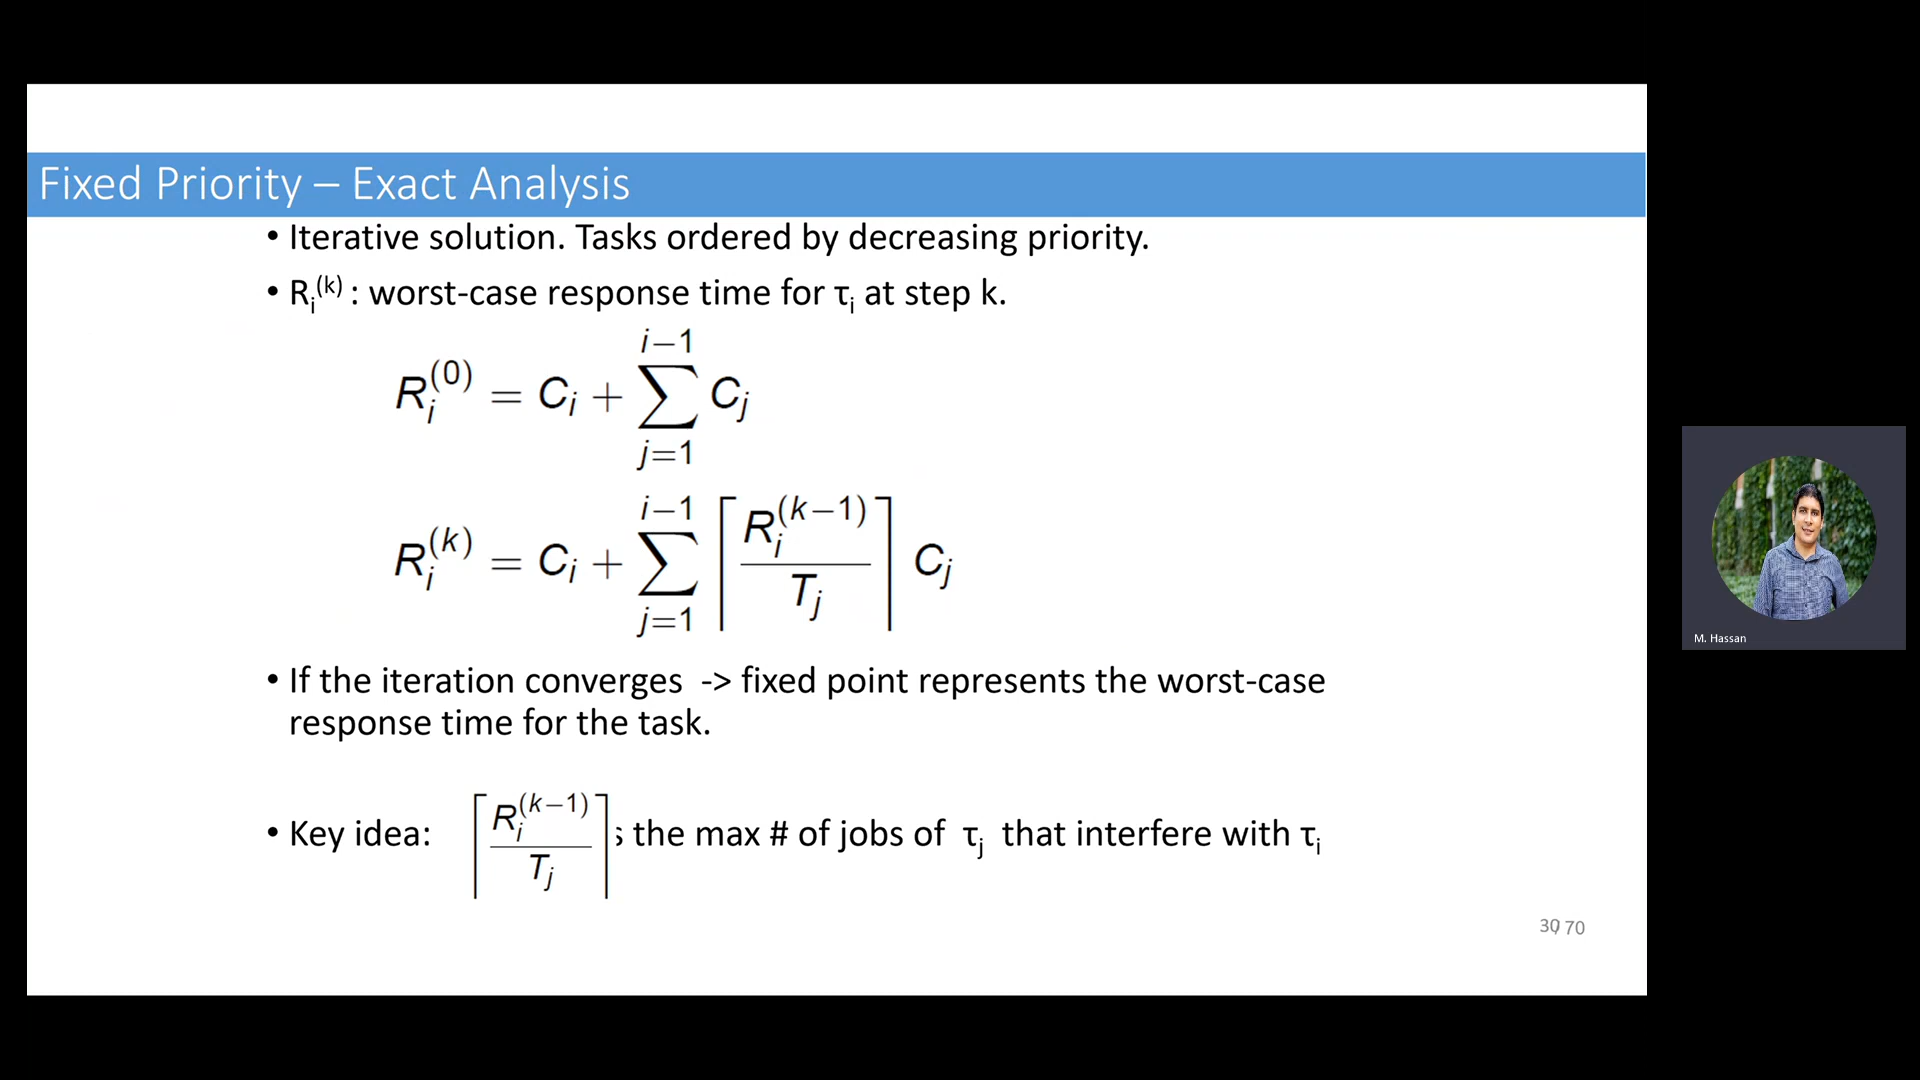 Fixed Priority – Exact Analysis
• Iterative solution. Tasks ordered by decreasing priority.
• Rᵢ⁽ᵏ⁾ : worst-case response time for τᵢ at step k.
Rᵢ⁽⁰⁾ = Cᵢ + ∑_{j=1}^{i−1} Cⱼ
Rᵢ⁽ᵏ⁾ = Cᵢ + ∑_{j=1}^{i−1} ⌈Rᵢ⁽ᵏ⁻¹⁾ / Tⱼ⌉ Cⱼ
• If the iteration converges -> fixed point represents the worst-case
response time for the task.
• Key idea: ⌈Rᵢ⁽ᵏ⁻¹⁾ / Tⱼ⌉ s the max # of jobs of τⱼ that interfere with τᵢ
30/ 70
M. Hassan